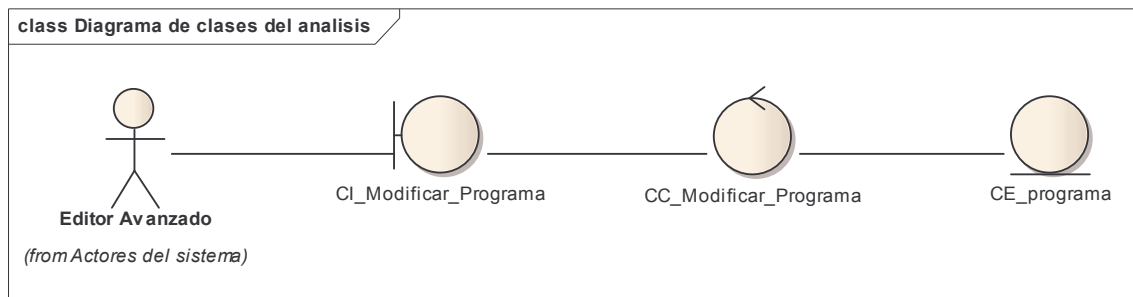 class Diagrama de clases del analisis
CI_Modificar_Programa
CC_Modificar_Programa
CE_programa
Editor Avanzado
(from Actores del sistema)